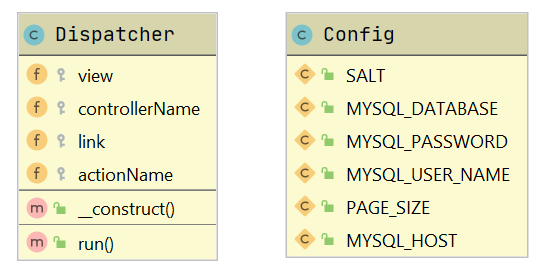 C Dispatcher
f view
f controllerName
f link
f actionName
m __construct()
m run()
C Config
C SALT
C MYSQL_DATABASE
C MYSQL_PASSWORD
C MYSQL_USER_NAME
C PAGE_SIZE
C MYSQL_HOST